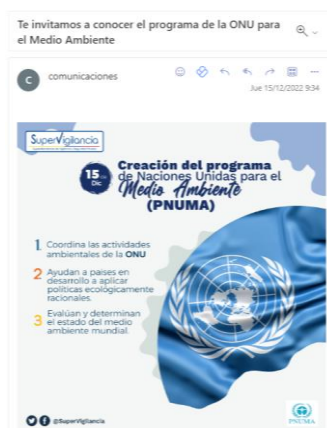 Te invitamos a conocer el programa de la ONU para
el Medio Ambiente
C
comunicaciones
Jue 15/12/2022 9:34
SuperVigilancia
15 de
Dic
Creación del programa
de Naciones Unidas para el
Medio Ambiente
(PNUMA)
1 Coordina las actividades
ambientales de la ONU
2 Ayudan a paises en
desarrollo a aplicar
políticas ecológicamente
racionales.
3 Evalúan y determinan
el estado del medio
ambiente mundial.
@SuperVigilancia
PNUMA